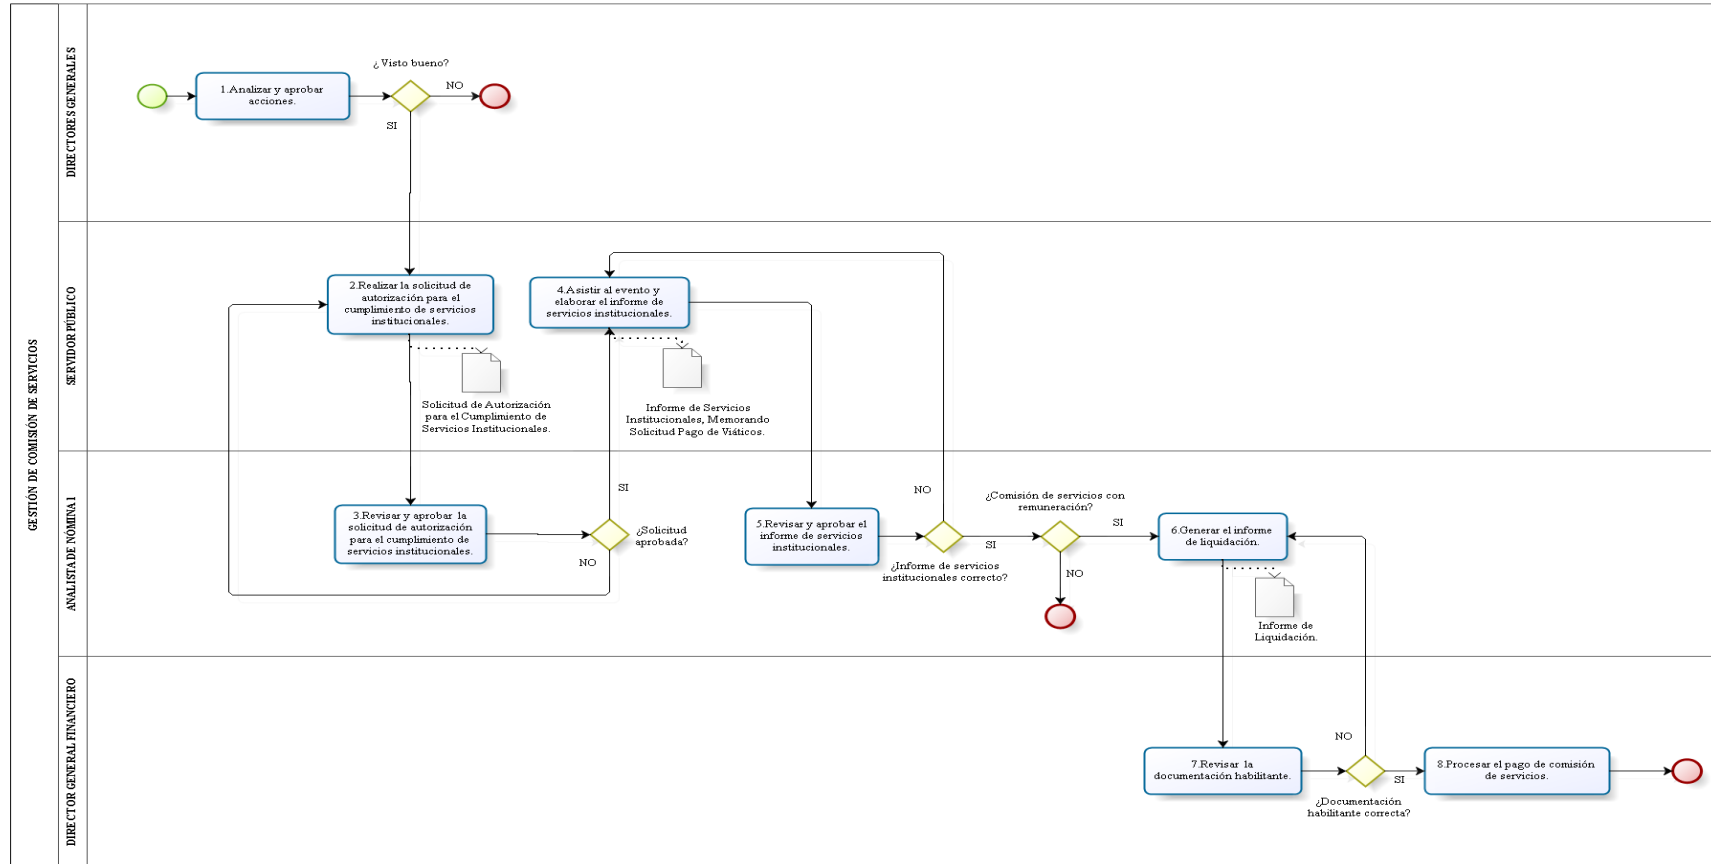 GESTIÓN DE COMISIÓN DE SERVICIOS
DIRECTORES GENERALES
¿Visto bueno?
1.Analizar y aprobar
acciones.
NO
SI
SERVIDOR PÚBLICO
2.Realizar la solicitud de
autorización para el
cumplimiento de servicios
institucionales.
Solicitud de Autorización
para el Cumplimiento de
Servicios Institucionales.
4.Asistir al evento y
elaborar el informe de
servicios institucionales.
Informe de Servicios
Institucionales, Memorando
Solicitud Pago de Viáticos.
ANALISTA DE NÓMINA 1
3.Revisar y aprobar la
solicitud de autorización
para el cumplimiento de
servicios institucionales.
SI
¿Solicitud
aprobada?
NO
5.Revisar y aprobar el
informe de servicios
institucionales.
NO
SI
¿Informe de servicios
institucionales correcto?
¿Comisión de servicios con
remuneración?
SI
NO
6.Generar el informe
de liquidación.
Informe de
Liquidación.
DIRECTOR GENERAL FINANCIERO
7.Revisar la
documentación habilitante.
NO
SI
¿Documentación
habilitante correcta?
8.Procesar el pago de comisión
de servicios.